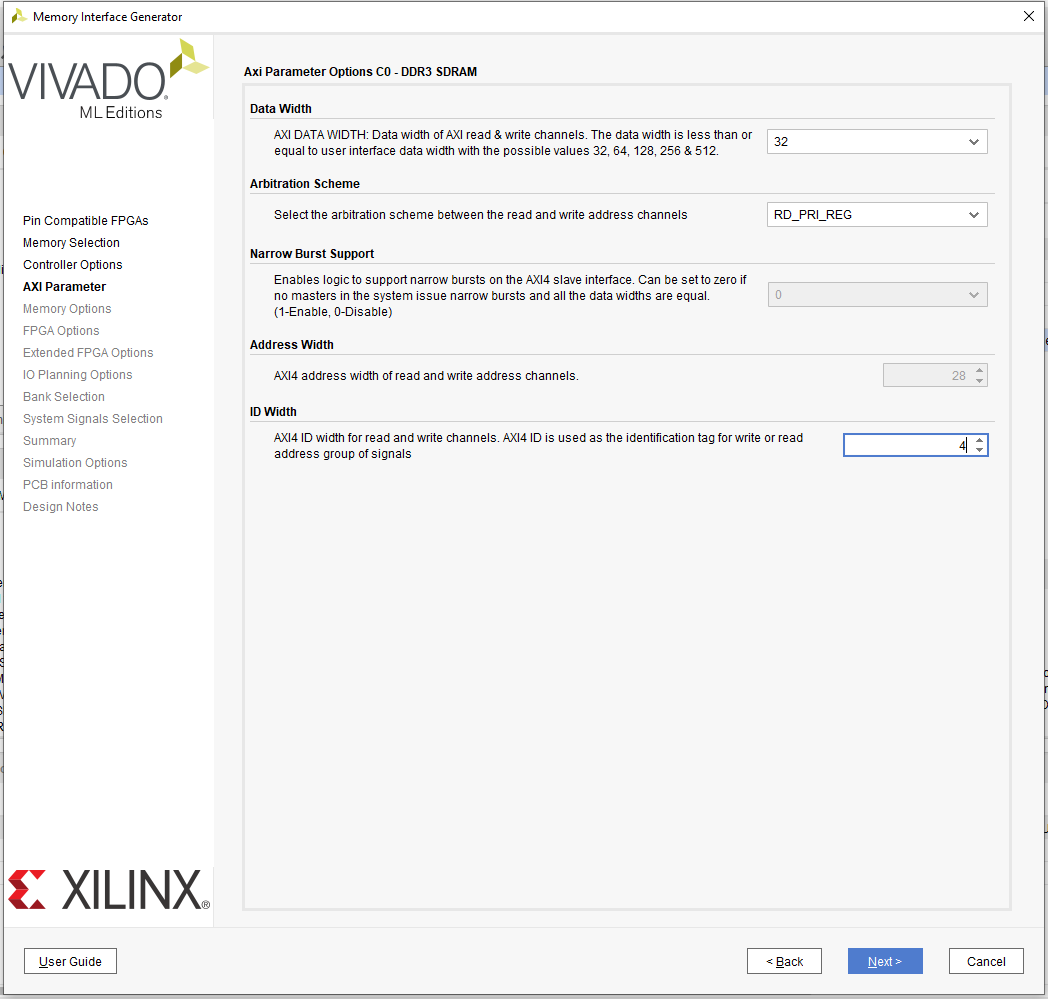 Memory Interface Generator
VIVADO.
ML Editions
Pin Compatible FPGAs
Memory Selection
Controller Options
AXI Parameter
Memory Options
FPGA Options
Extended FPGA Options
IO Planning Options
Bank Selection
System Signals Selection
Summary
Simulation Options
PCB information
Design Notes
XILINX®
Axi Parameter Options C0 - DDR3 SDRAM
Data Width
AXI DATA WIDTH: Data width of AXI read & write channels. The data width is less than or
equal to user interface data width with the possible values 32, 64, 128, 256 & 512.
32
Arbitration Scheme
Select the arbitration scheme between the read and write address channels
RD_PRI_REG
Narrow Burst Support
Enables logic to support narrow bursts on the AXI4 slave interface. Can be set to zero if
no masters in the system issue narrow bursts and all the data widths are equal.
(1-Enable, 0-Disable)
0
Address Width
AXI4 address width of read and write address channels.
28
ID Width
AXI4 ID width for read and write channels. AXI4 ID is used as the identification tag for write or read
address group of signals
4
User Guide
< Back
Next >
Cancel